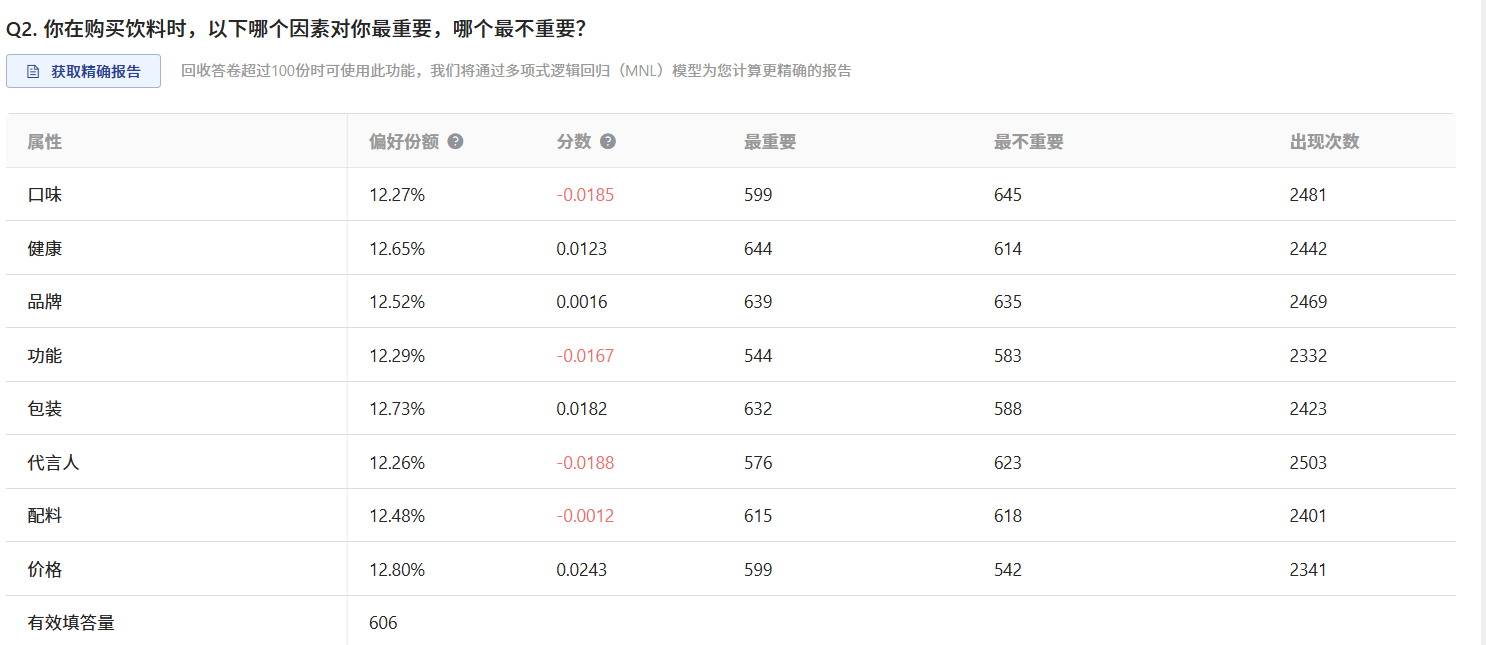 Q2. 你在购买饮料时，以下哪个因素对你最重要，哪个最不重要？
获取精确报告 回收答卷超过100份时可使用此功能，我们将通过多项式逻辑回归（MNL）模型为您计算更精确的报告
属性 偏好份额 ? 分数 ? 最重要 最不重要 出现次数
口味 12.27% -0.0185 599 645 2481
健康 12.65% 0.0123 644 614 2442
品牌 12.52% 0.0016 639 635 2469
功能 12.29% -0.0167 544 583 2332
包装 12.73% 0.0182 632 588 2423
代言人 12.26% -0.0188 576 623 2503
配料 12.48% -0.0012 615 618 2401
价格 12.80% 0.0243 599 542 2341
有效填答量 606